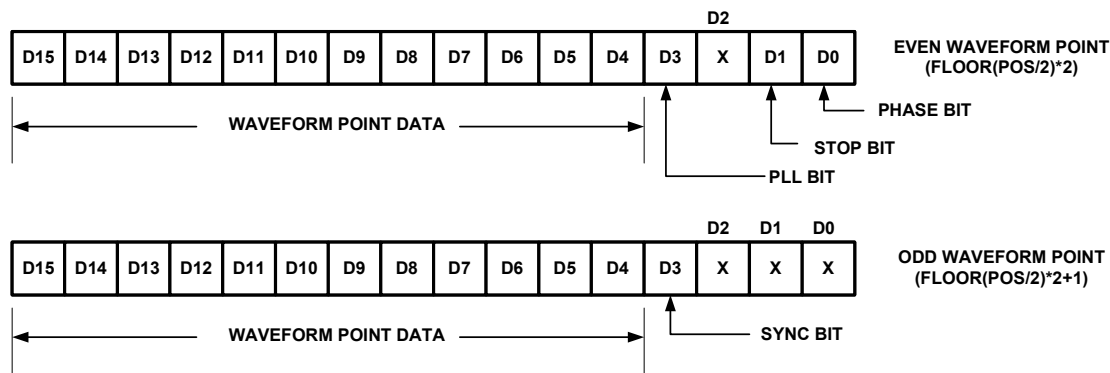 D2
D15 D14 D13 D12 D11 D10 D9 D8 D7 D6 D5 D4 D3 X D1 D0
EVEN WAVEFORM POINT
(FLOOR(POS/2)*2)
WAVEFORM POINT DATA
PHASE BIT
STOP BIT
PLL BIT
D2 D1 D0
D15 D14 D13 D12 D11 D10 D9 D8 D7 D6 D5 D4 D3 X X X
ODD WAVEFORM POINT
(FLOOR(POS/2)*2+1)
WAVEFORM POINT DATA
SYNC BIT